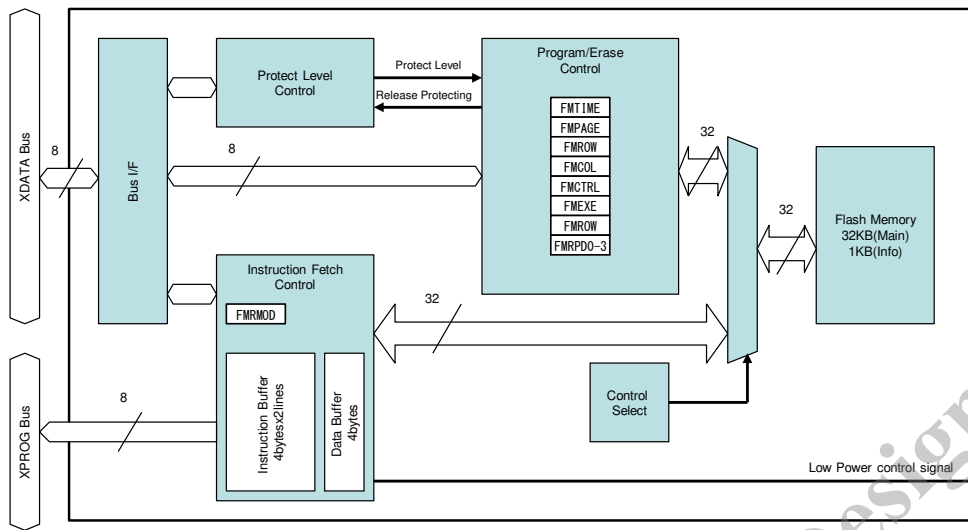 XDATA Bus
8
Bus I/F
Protect Level
Control
Protect Level
Release Protecting
8
Program/Erase
Control
FMTIME
FMPAGE
FMROW
FMCOL
FMCTRL
FMEXE
FMROW
FMRPD0-3
32
32
Flash Memory
32KB(Main)
1KB(Info)
Instruction Fetch
Control
FMRMOD
32
Instruction Buffer
4bytesx2lines
Data Buffer
4bytes
XPROG Bus
8
Control
Select
Low Power control signal
Design